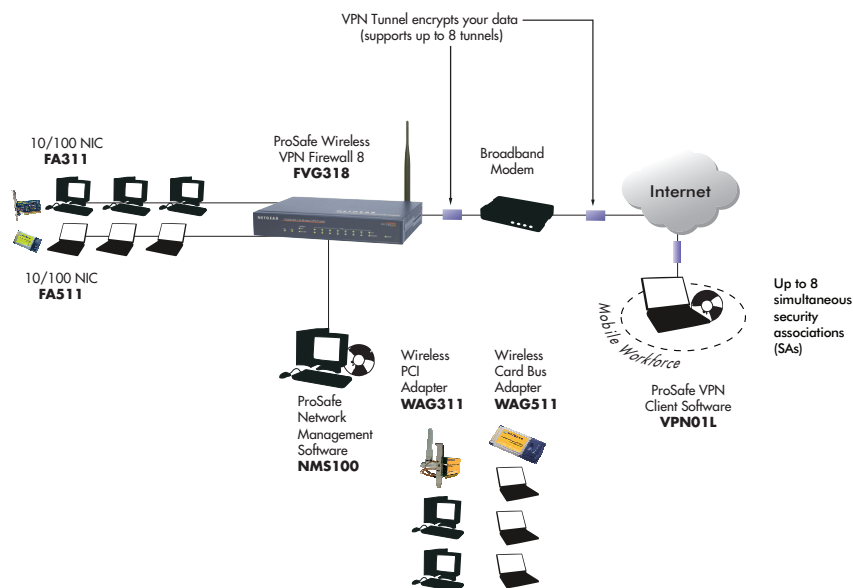 VPN Tunnel encrypts your data
(supports up to 8 tunnels)
10/100 NIC
FA311
ProSafe Wireless
VPN Firewall 8
FVG318
Broadband
Modem
Internet
NETGEAR
10/100 NIC
FA511
Up to 8
simultaneous
security
associations
(SAs)
Mobile Workforce
Wireless
PCI
Adapter
WAG311
Wireless
Card Bus
Adapter
WAG511
ProSafe VPN
Client Software
VPN01L
ProSafe
Network
Management
Software
NMS100